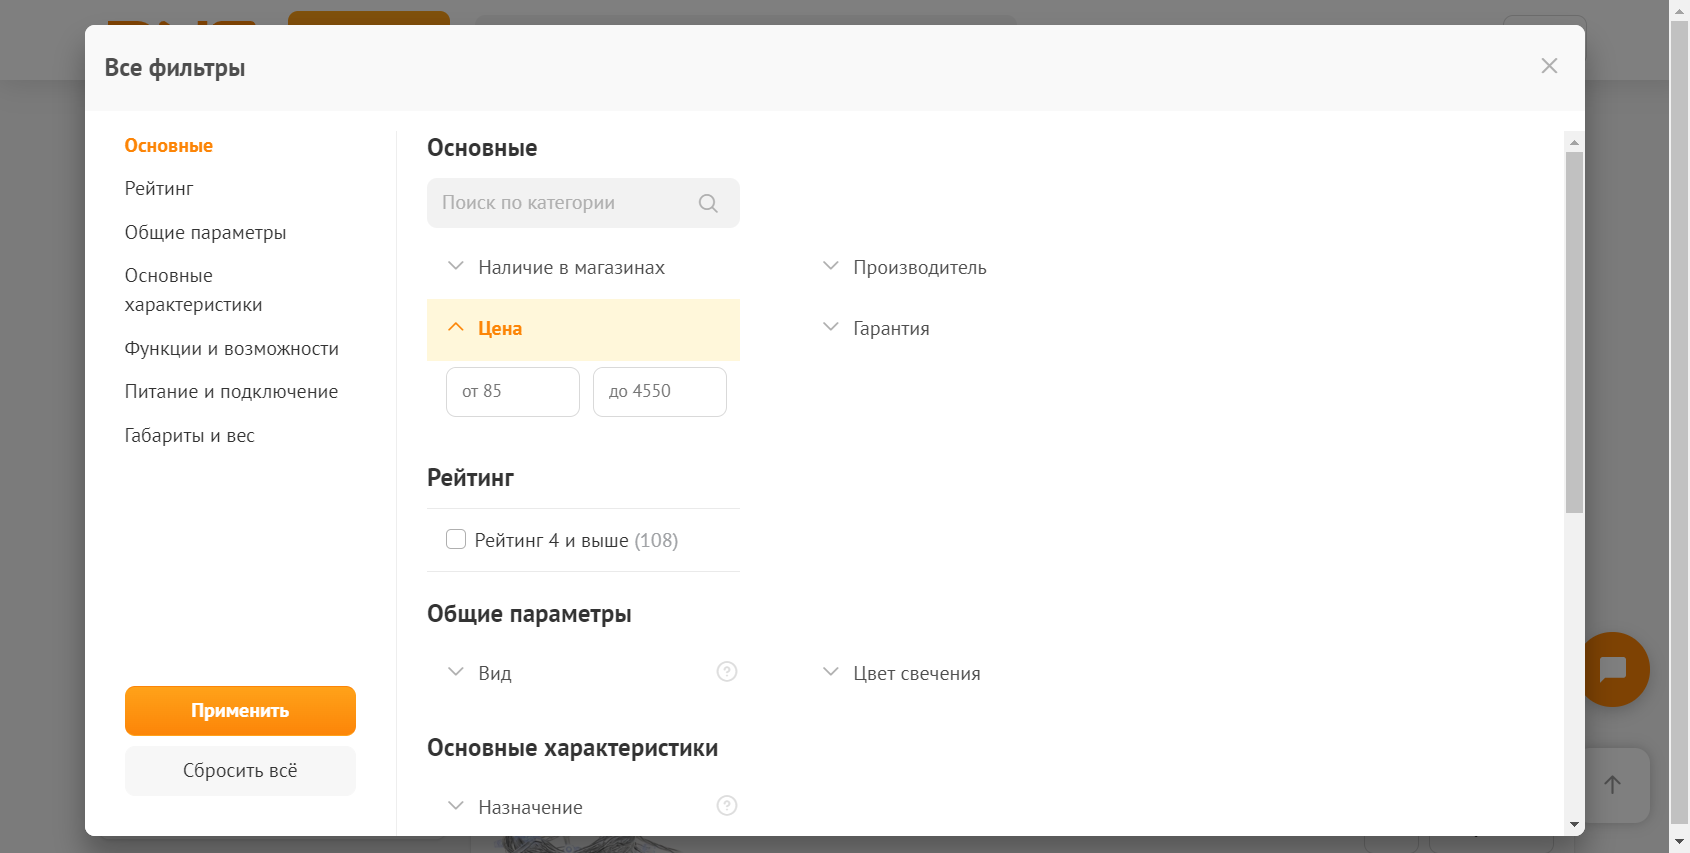 Все фильтры
Основные
Рейтинг
Общие параметры
Основные
характеристики
Функции и возможности
Питание и подключение
Габариты и вес
Применить
Сбросить всё
Основные
Поиск по категории
Наличие в магазинах
Производитель
Цена
Гарантия
от 85
до 4550
Рейтинг
Рейтинг 4 и выше (108)
Общие параметры
Вид
?
Цвет свечения
Основные характеристики
Назначение
?